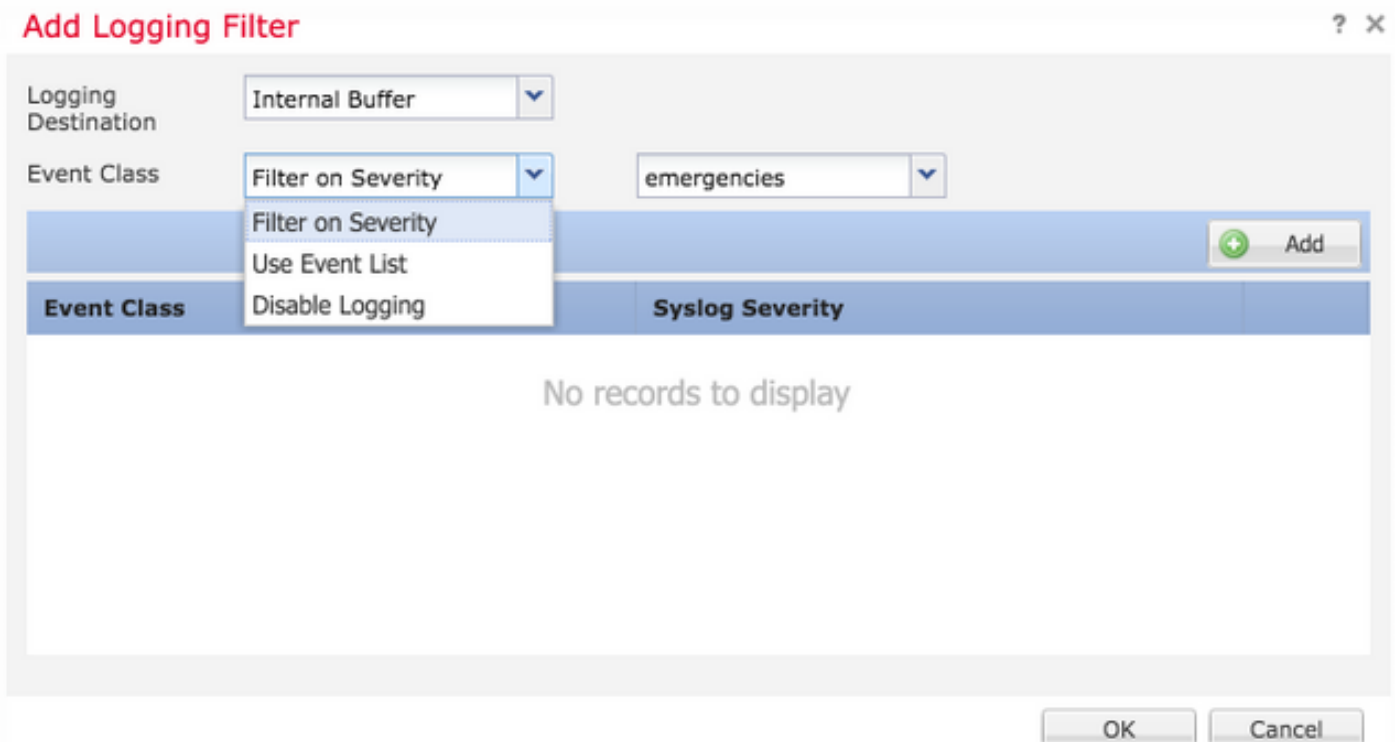 Add Logging Filter
? ×
Logging
Destination
Internal Buffer
Event Class
Filter on Severity
emergencies
Filter on Severity
Use Event List
Disable Logging
Add
Event Class
Syslog Severity
No records to display
OK
Cancel